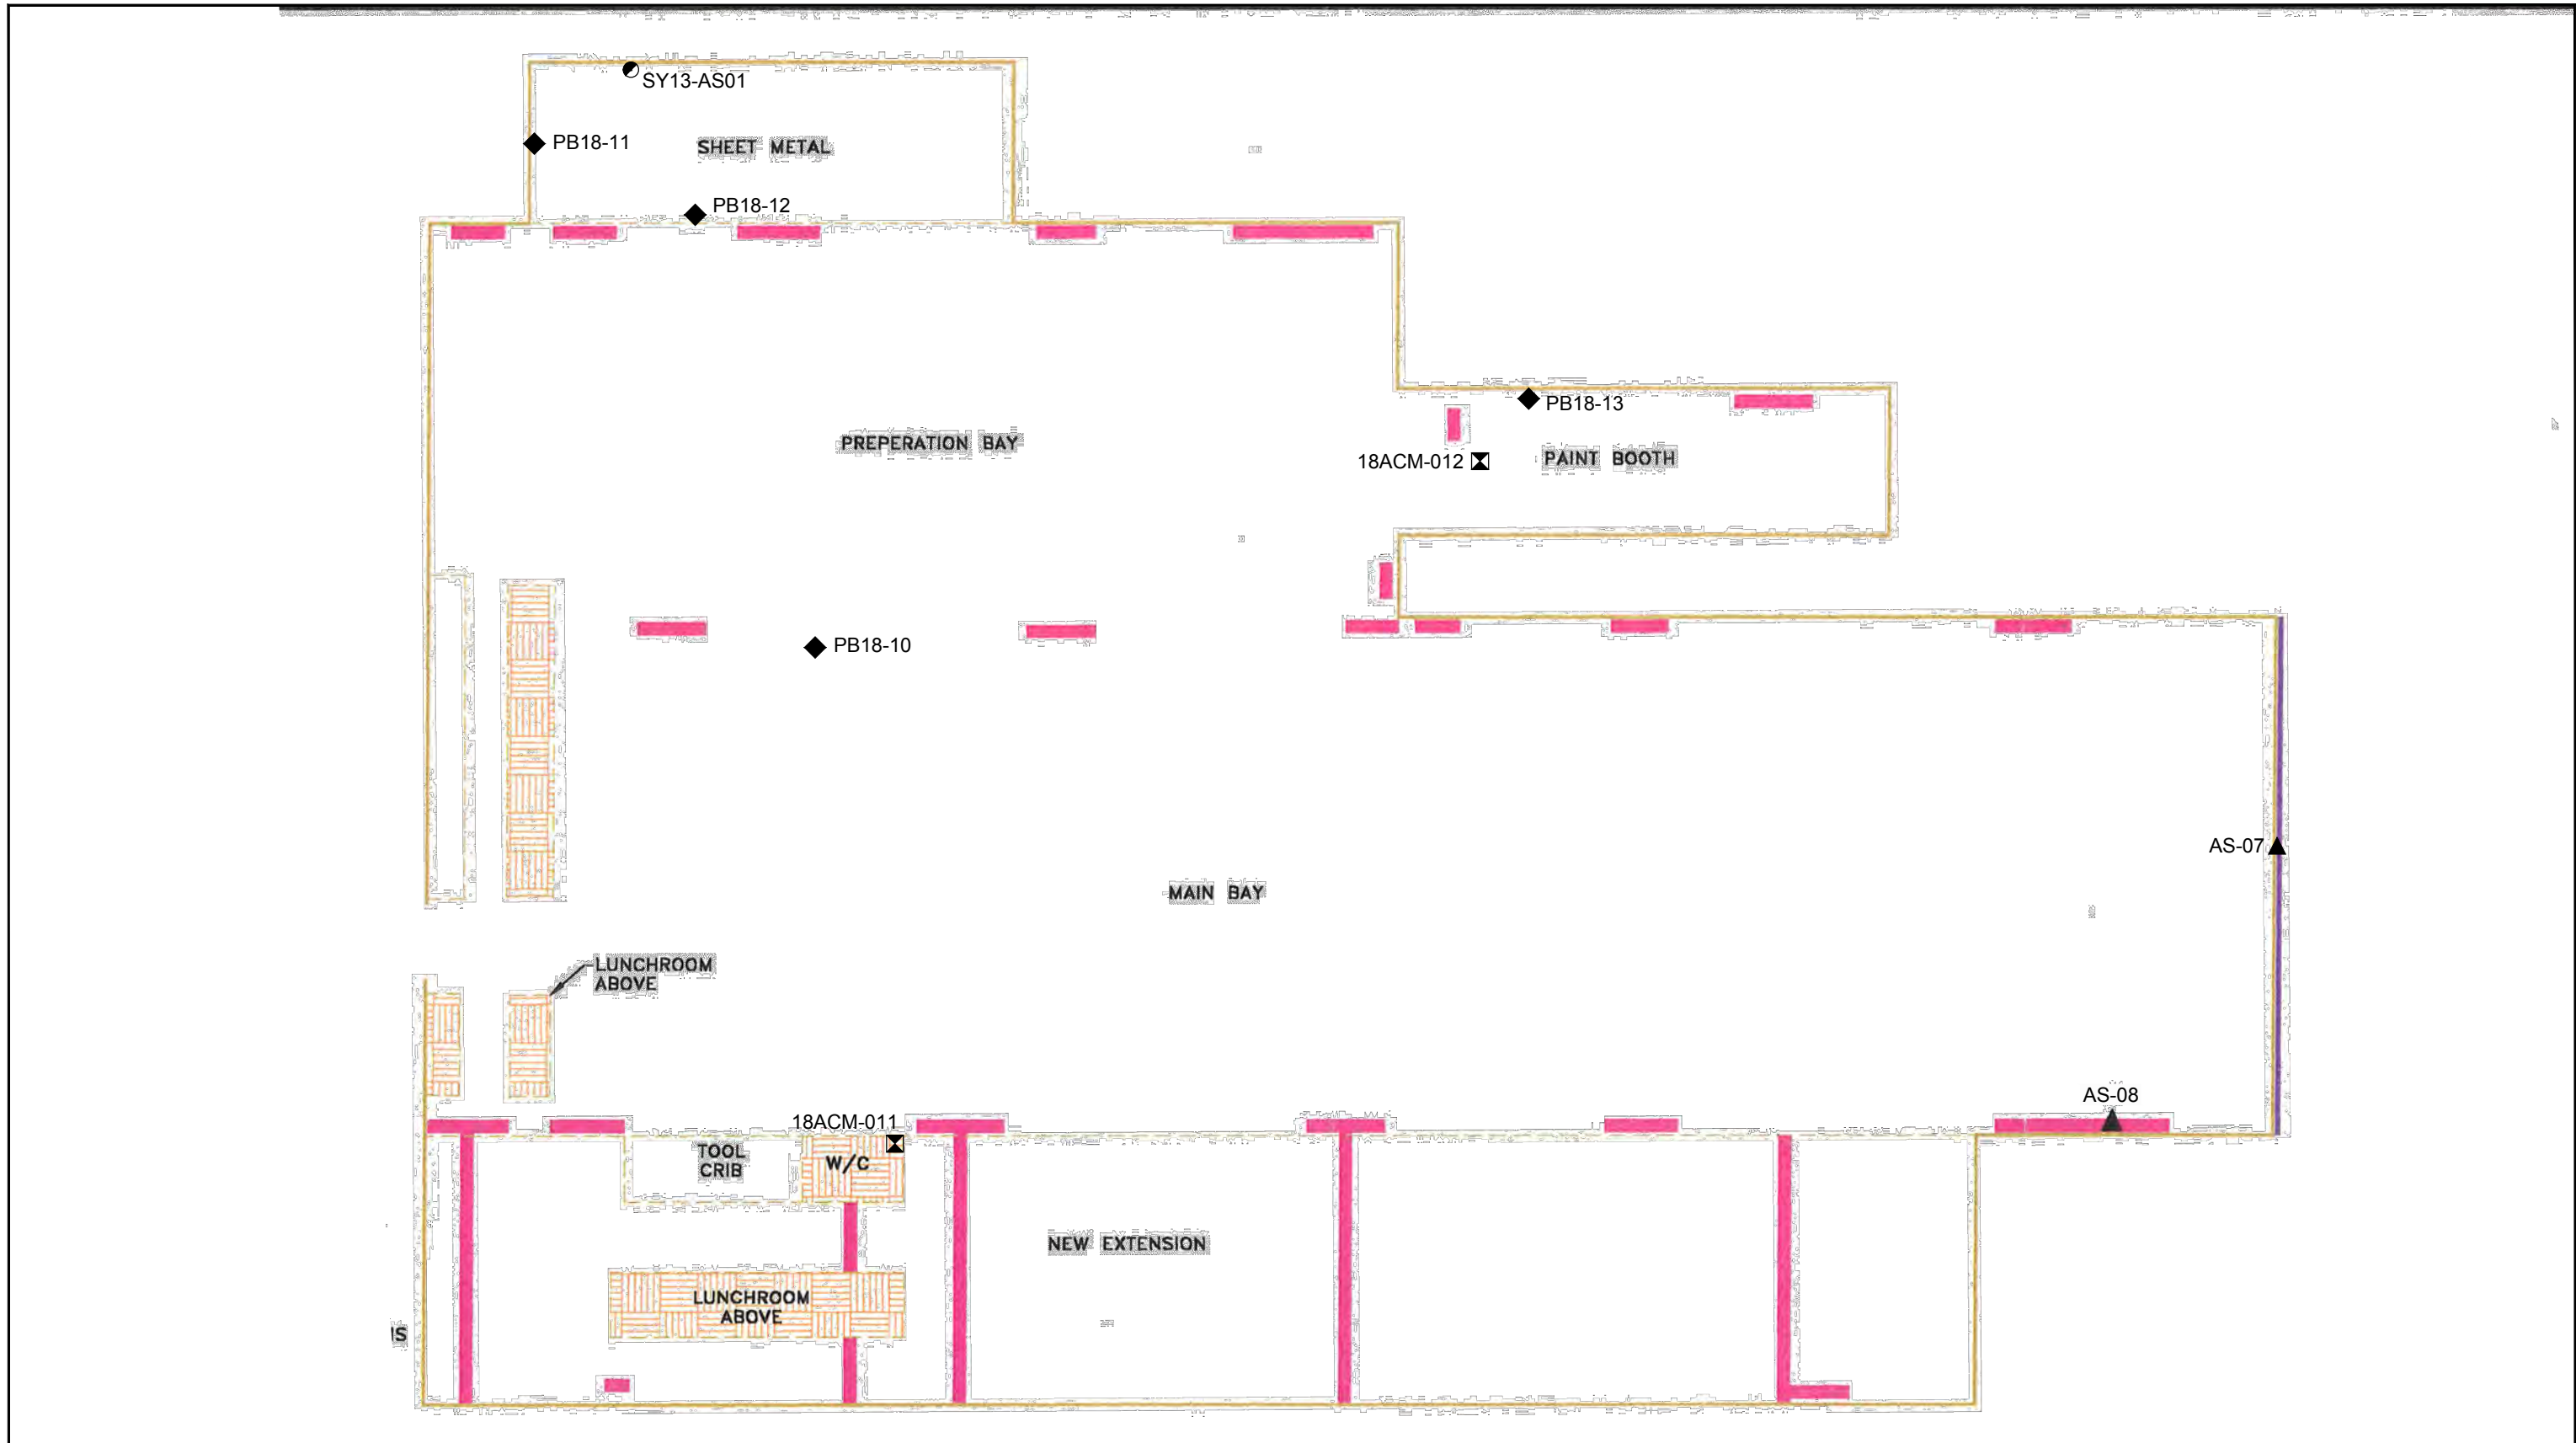 SY13-AS01
PB18-11
SHEET METAL
PB18-12
PB18-13
PREPERATION BAY
18ACM-012
PAINT BOOTH
PB18-10
AS-07
MAIN BAY
LUNCHROOM
ABOVE
AS-08
18ACM-011
TOOL
CRIB
W/C
NEW EXTENSION
LUNCHROOM
ABOVE
IS